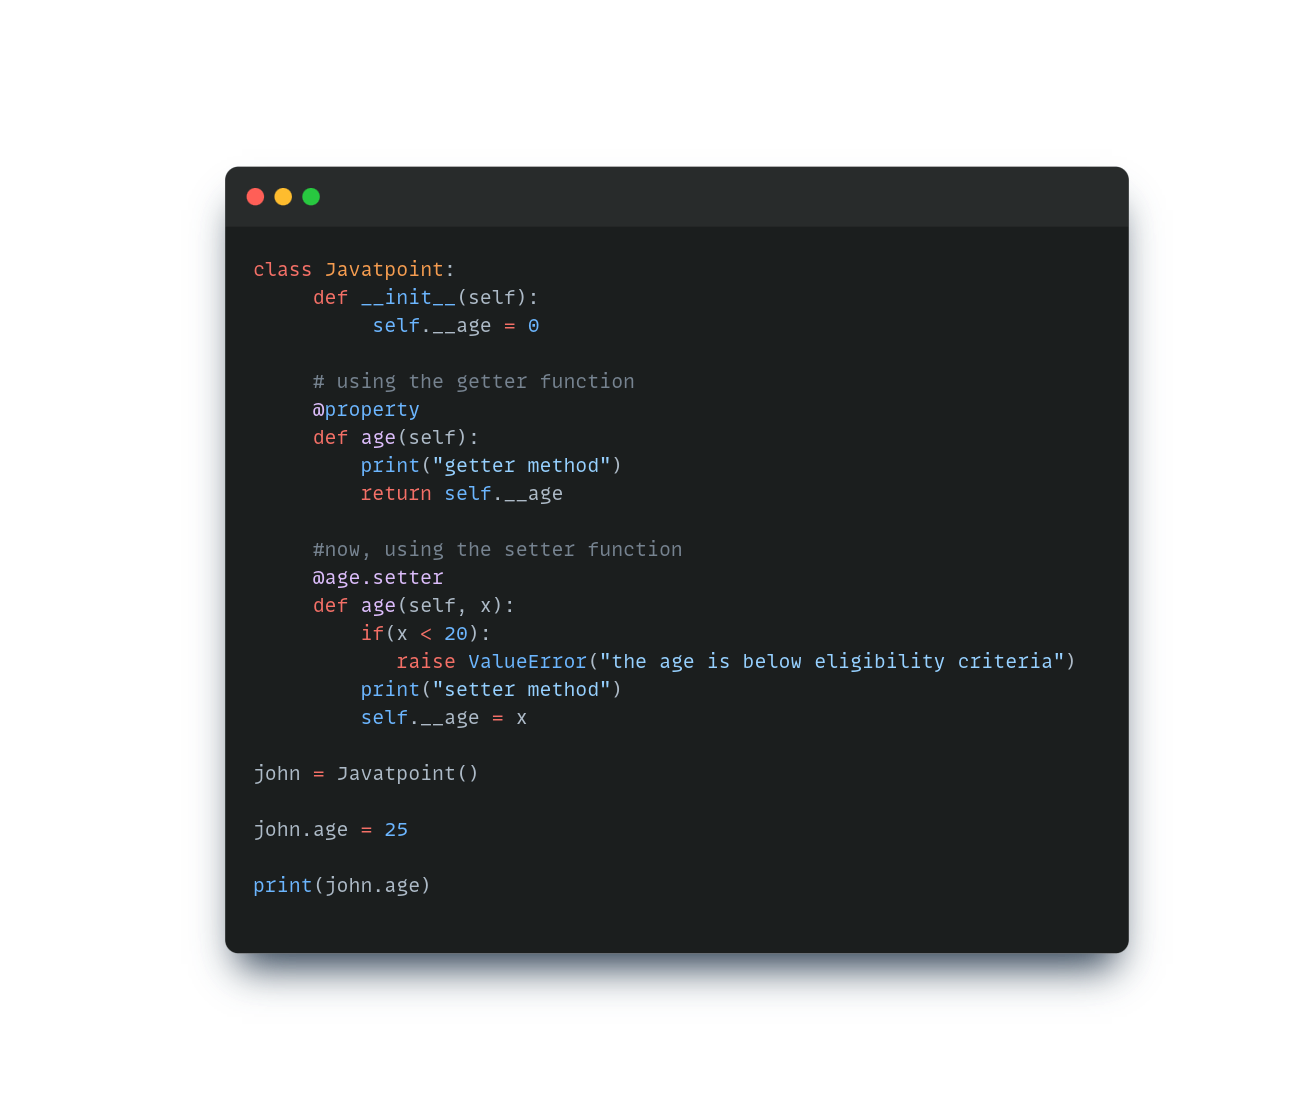 class Javatpoint:
     def __init__(self):
          self.__age = 0

     # using the getter function
     @property
     def age(self):
         print("getter method")
         return self.__age

     #now, using the setter function
     @age.setter
     def age(self, x):
         if(x < 20):
            raise ValueError("the age is below eligibility criteria")
         print("setter method")
         self.__age = x

john = Javatpoint()

john.age = 25

print(john.age)